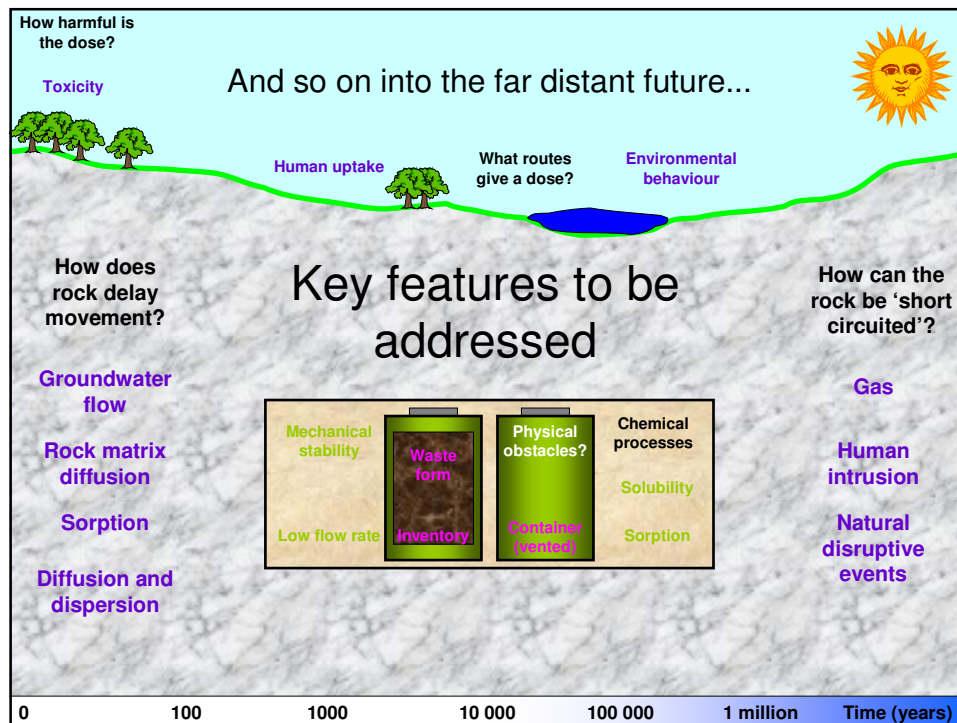 How harmful is
the dose?
Toxicity
And so on into the far distant future...
Human uptake
What routes
give a dose?
Environmental
behaviour
How does
rock delay
movement?
Groundwater
flow
Rock matrix
diffusion
Sorption
Diffusion and
dispersion
Key features to be
addressed
Mechanical
stability
Low flow rate
Waste
form
Inventory
Physical
obstacles?
Container
(vented)
Chemical
processes
Solubility
Sorption
How can the
rock be ‘short
circuited’?
Gas
Human
intrusion
Natural
disruptive
events
0 100 1000 10 000 100 000 1 million Time (years)